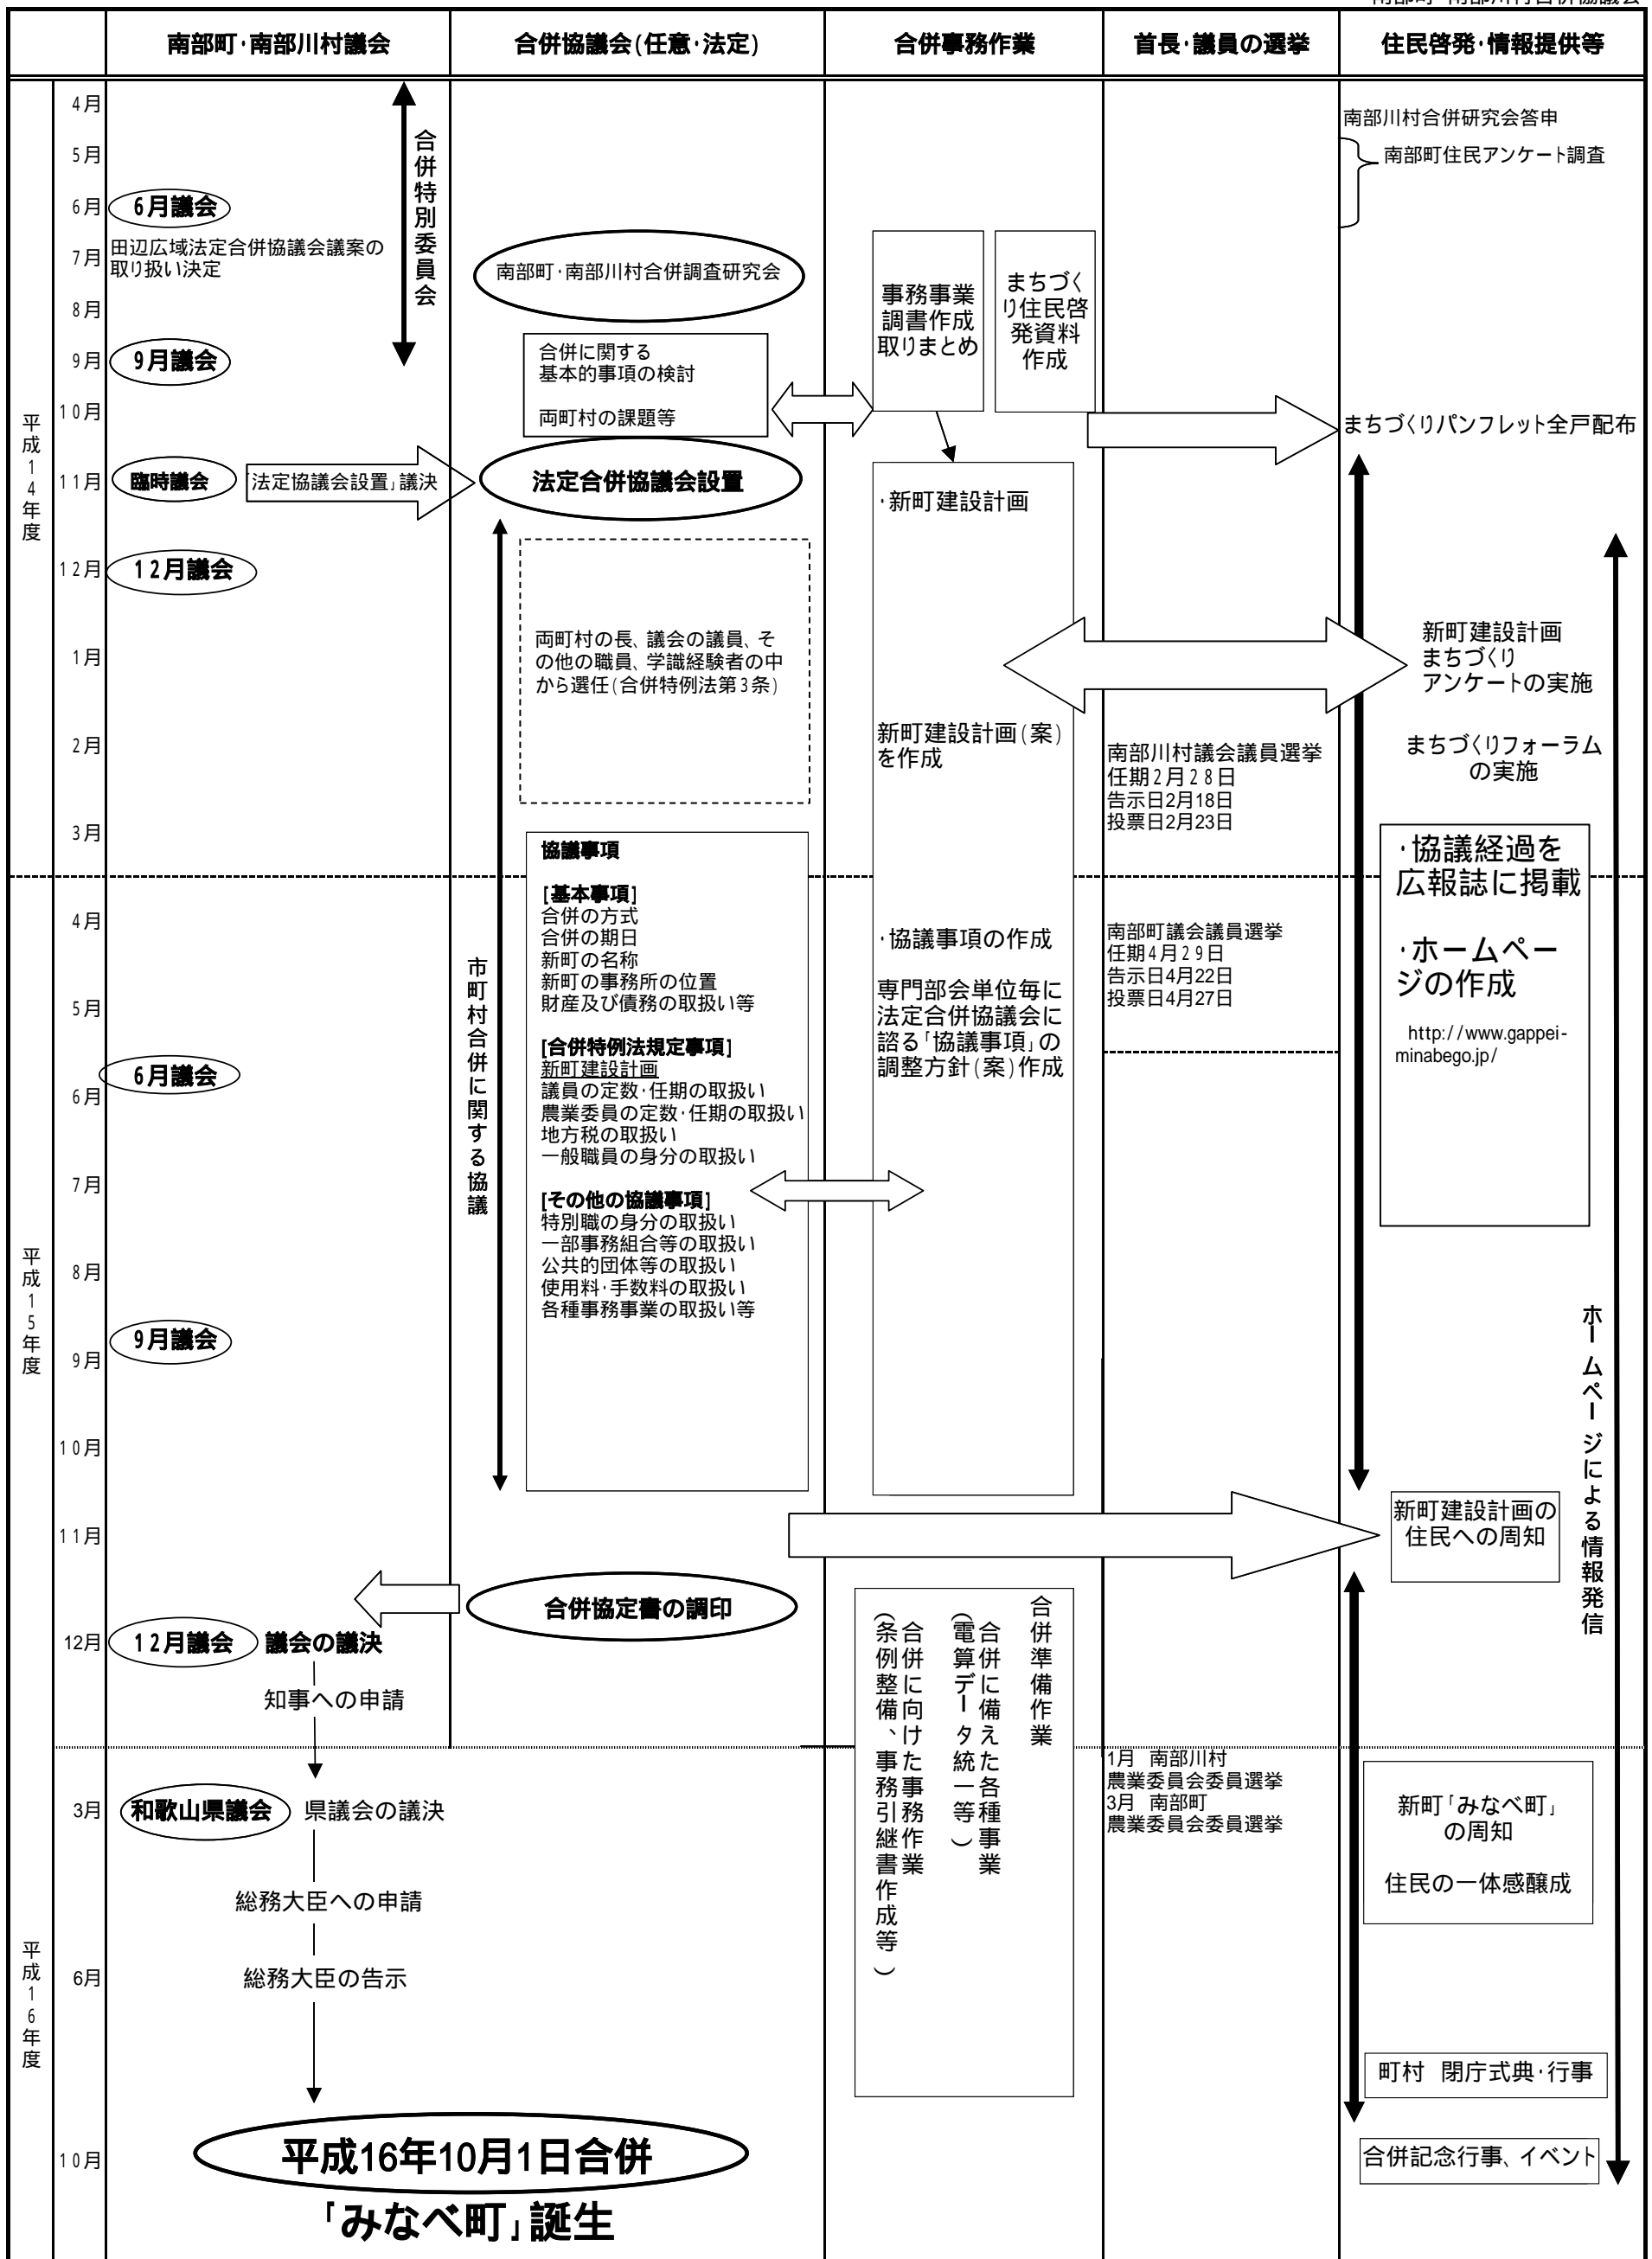 南部町・南部川村合併協議会
南部町・南部川村議会
合併協議会(任意・法定)
合併事務作業
首長・議員の選挙
住民啓発・情報提供等
平成14年度
4月
5月
6月
7月
8月
9月
10月
11月
12月
1月
2月
3月
6月議会
田辺広域法定合併協議会議案の
取り扱い決定
9月議会
臨時議会
「法定協議会設置」議決
12月議会
合併特別委員会
南部町・南部川村合併調査研究会
合併に関する
基本的事項の検討
両町村の課題等
法定合併協議会設置
両町村の長、議会の議員、そ
の他の職員、学識経験者の中
から選任(合併特例法第3条)
事務事業
調書作成
取りまとめ
まちづく
り住民啓
発資料
作成
・新町建設計画
新町建設計画(案)
を作成
南部川村議会議員選挙
任期2月28日
告示日2月18日
投票日2月23日
南部川村合併研究会答申
南部町住民アンケート調査
まちづくりパンフレット全戸配布
新町建設計画
まちづくり
アンケートの実施
まちづくりフォーラム
の実施
平成15年度
4月
5月
6月
7月
8月
9月
10月
11月
12月
3月
6月議会
9月議会
12月議会
議会の議決
知事への申請
市町村合併に関する協議
協議事項
[基本事項]
合併の方式
合併の期日
新町の名称
新町の事務所の位置
財産及び債務の取扱い等
[合併特例法規定事項]
新町建設計画
議員の定数・任期の取扱い
農業委員の定数・任期の取扱い
地方税の取扱い
一般職員の身分の取扱い
[その他の協議事項]
特別職の身分の取扱い
一部事務組合等の取扱い
公共的団体等の取扱い
使用料・手数料の取扱い
各種事務事業の取扱い等
合併協定書の調印
・協議事項の作成
専門部会単位毎に
法定合併協議会に
諮る「協議事項」の
調整方針(案)作成
南部町議会議員選挙
任期4月29日
告示日4月22日
投票日4月27日
・協議経過を
広報誌に掲載
・ホームペー
ジの作成
http://www.gappei-
minabego.jp/
ホームページによる情報発信
新町建設計画の
住民への周知
合併準備作業
合併に備えた各種事業
(電算データ統一等)
合併に向けた事務作業
(条例整備、事務引継書作成等)
和歌山県議会
県議会の議決
1月 南部川村
農業委員会委員選挙
3月 南部町
農業委員会委員選挙
新町「みなべ町」
の周知
住民の一体感醸成
総務大臣への申請
平成16年度
6月
総務大臣の告示
町村 閉庁式典・行事
10月
平成16年10月1日合併
「みなべ町」誕生
合併記念行事、イベント